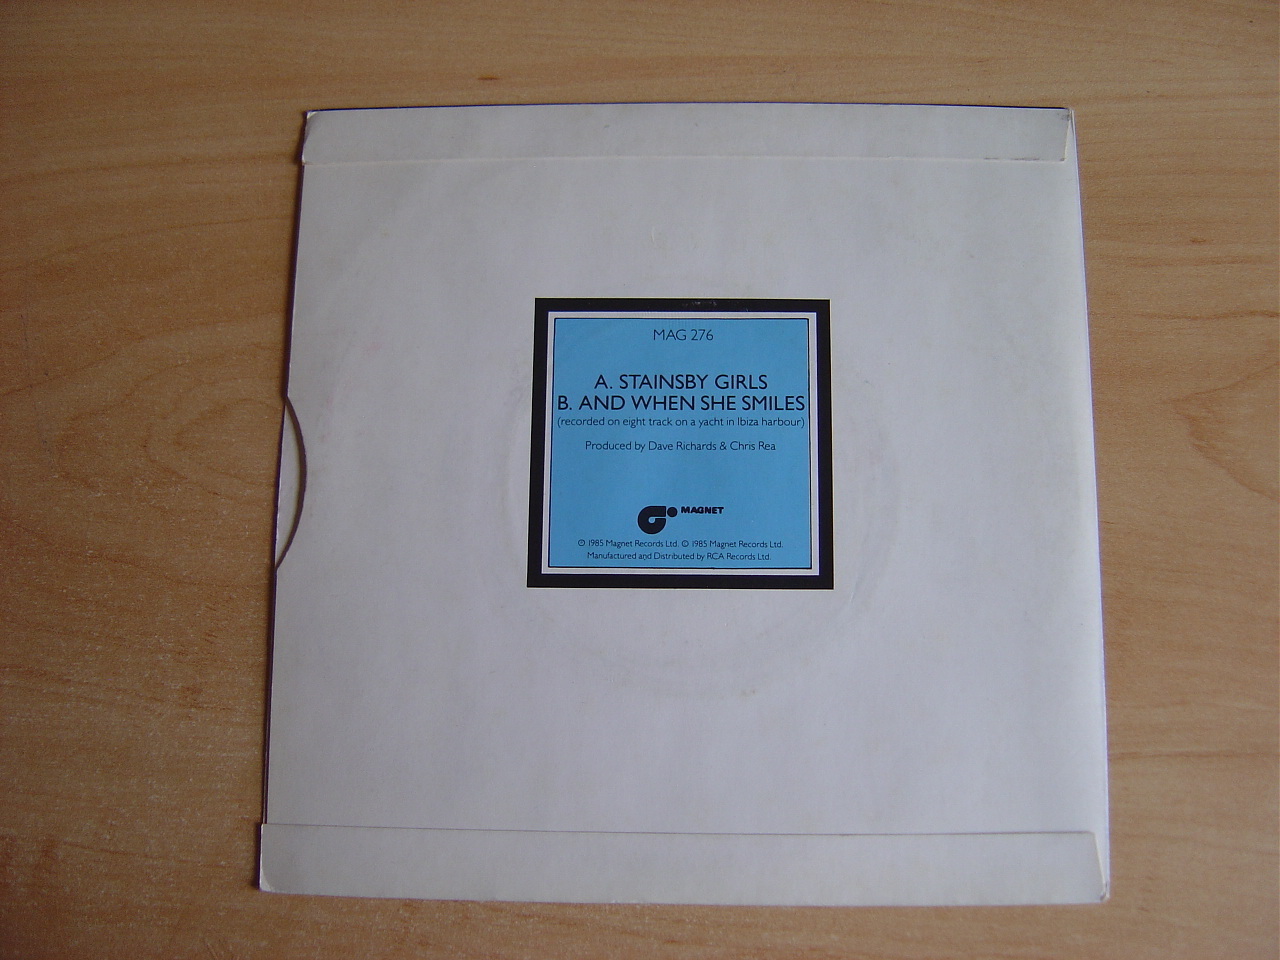 MAG 276
A. STAINSBY GIRLS
B. AND WHEN SHE SMILES
(recorded on eight track on a yacht in Ibiza harbour)
Produced by Dave Richards & Chris Rea
MAGNET
℗ 1985 Magnet Records Ltd. © 1985 Magnet Records Ltd.
Manufactured and Distributed by RCA Records Ltd.